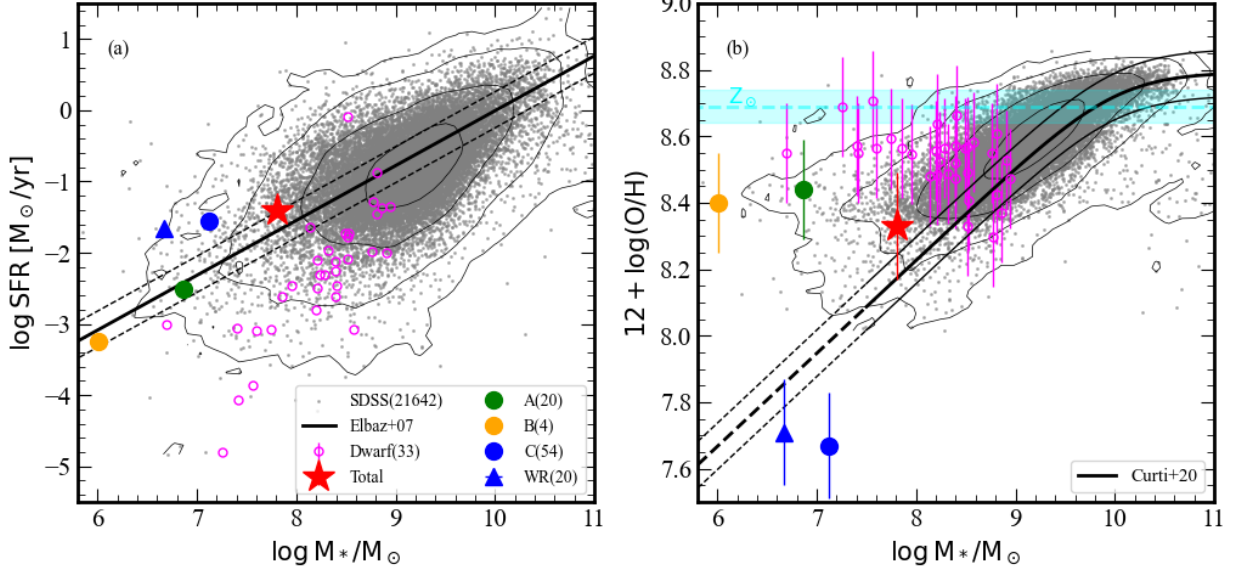 (a)
1
0
−1
−2
−3
−4
−5
log SFR [M⊙/yr]
6 7 8 9 10 11
log M*/M⊙
SDSS(21642)
Elbaz+07
Dwarf(33)
Total
A(20)
B(4)
C(54)
WR(20)
(b)
9.0
8.8
8.6
8.4
8.2
8.0
7.8
7.6
12 + log(O/H)
Z⊙
6 7 8 9 10 11
log M*/M⊙
Curti+20